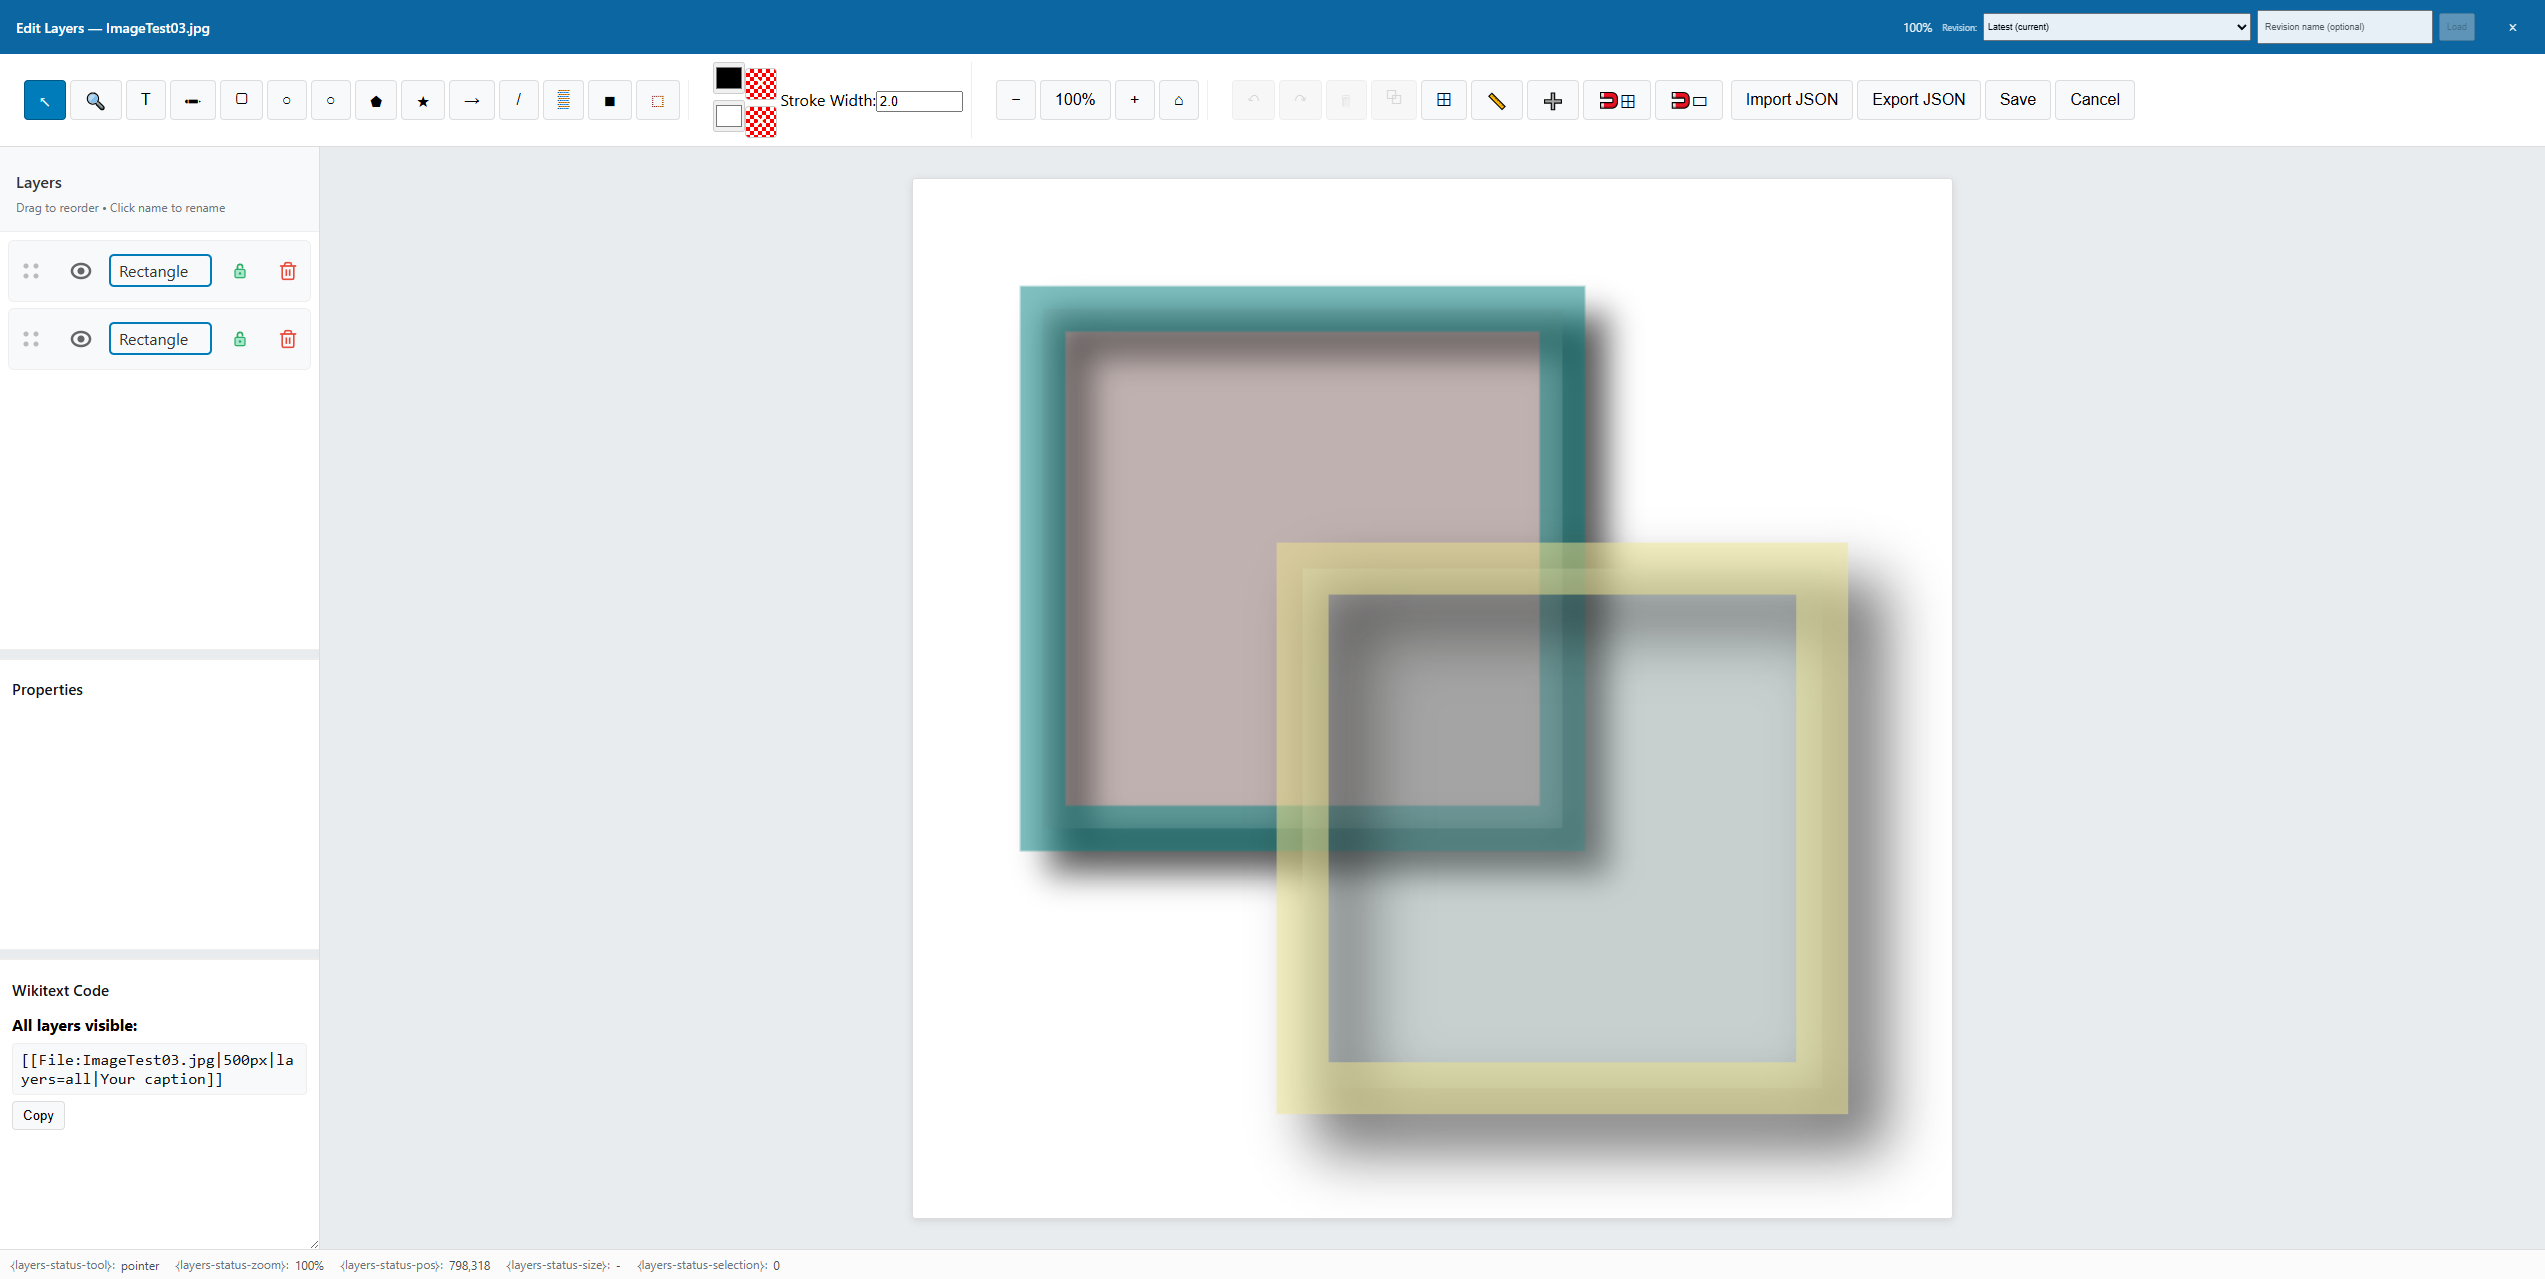 Edit Layers — ImageTest03.jpg
100% Revision: Latest (current) Revision name (optional) Load ×
T Stroke Width: 2.0 − 100% + Import JSON Export JSON Save Cancel
Layers
Drag to reorder • Click name to rename
Rectangle
Rectangle
Properties
Wikitext Code
All layers visible:
[[File:ImageTest03.jpg|500px|la
yers=all|Your caption]]
Copy
⟨layers-status-tool⟩: pointer ⟨layers-status-zoom⟩: 100% ⟨layers-status-pos⟩: 798,318 ⟨layers-status-size⟩: - ⟨layers-status-selection⟩: 0